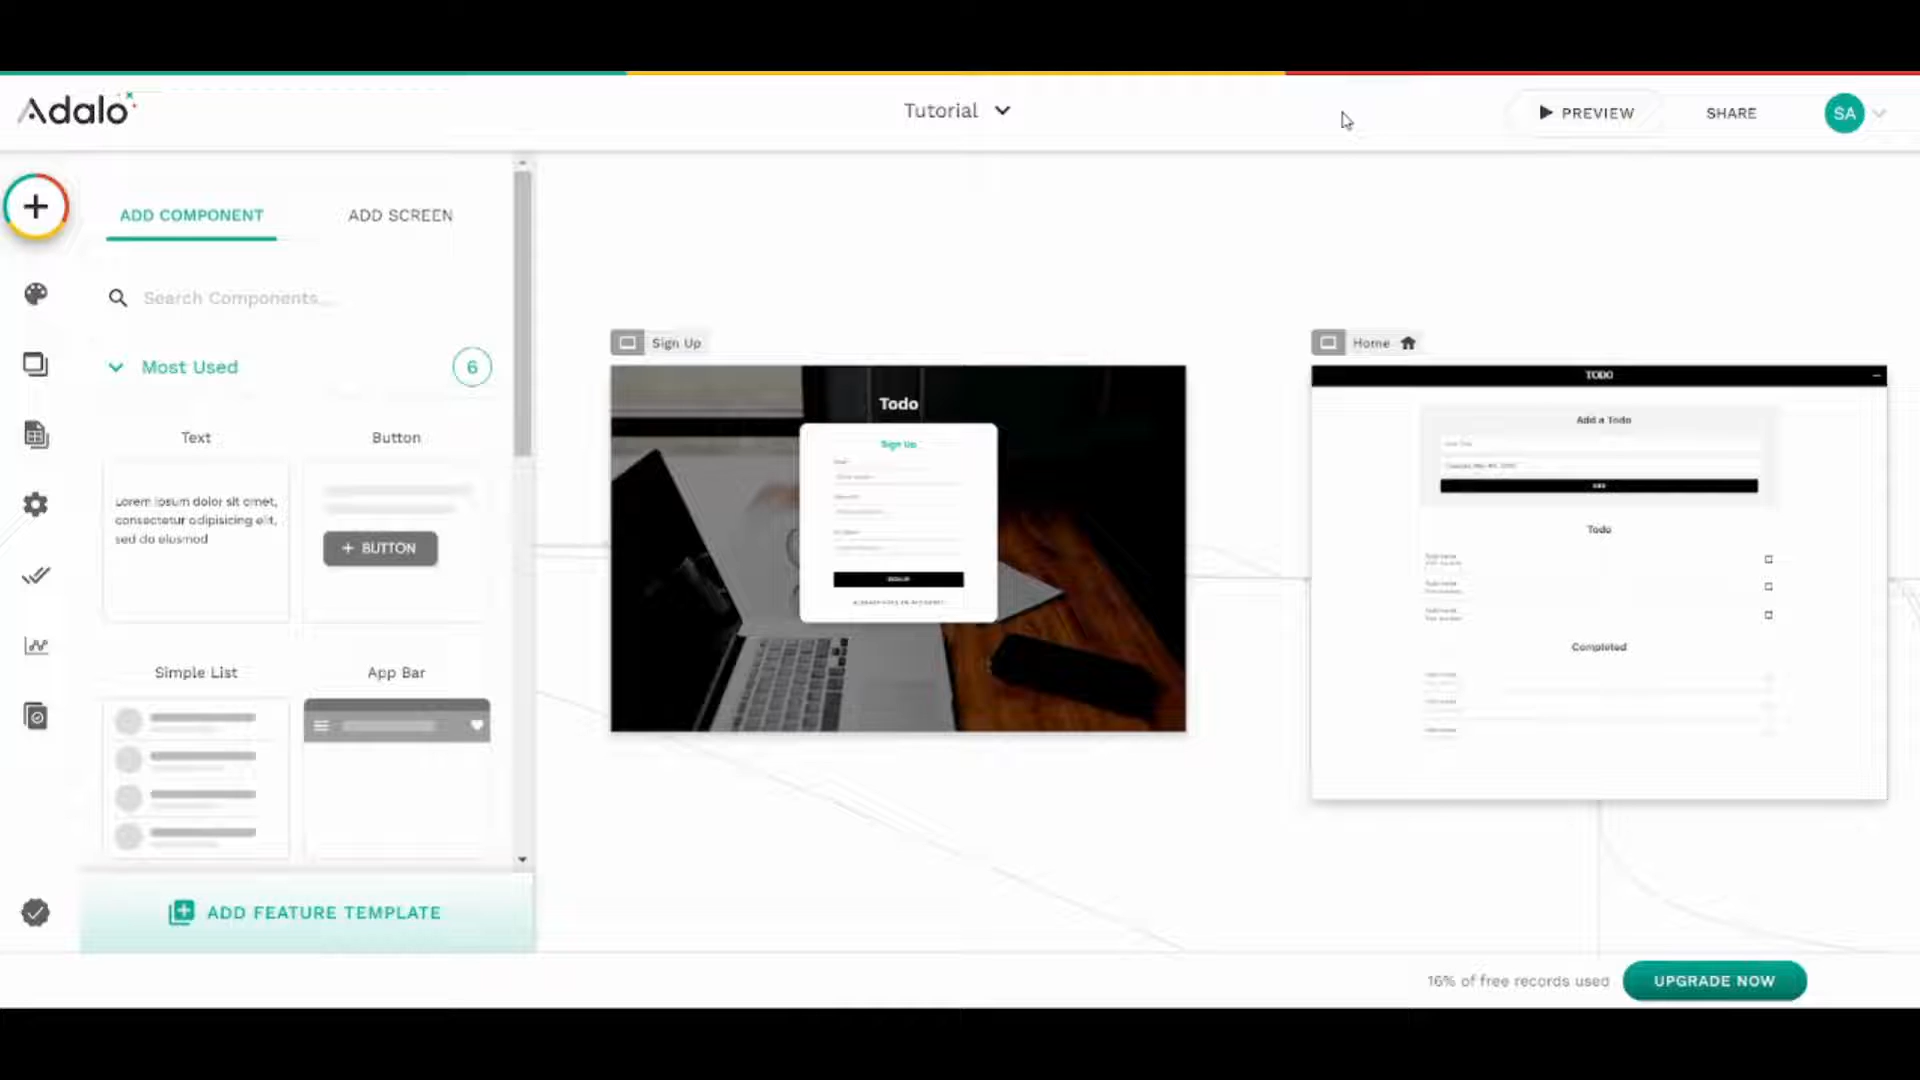 Adalo
Tutorial
PREVIEW
SHARE
SA
ADD COMPONENT
ADD SCREEN
Search Components...
Most Used
6
Text
Button
Lorem ipsum dolor sit amet,
consectetur adipisicing elit,
sed do eiusmod
+ BUTTON
Simple List
App Bar
ADD FEATURE TEMPLATE
Sign Up
Todo
Sign Up
Home
TODO
Add a Todo
Todo
Completed
16% of free records used
UPGRADE NOW